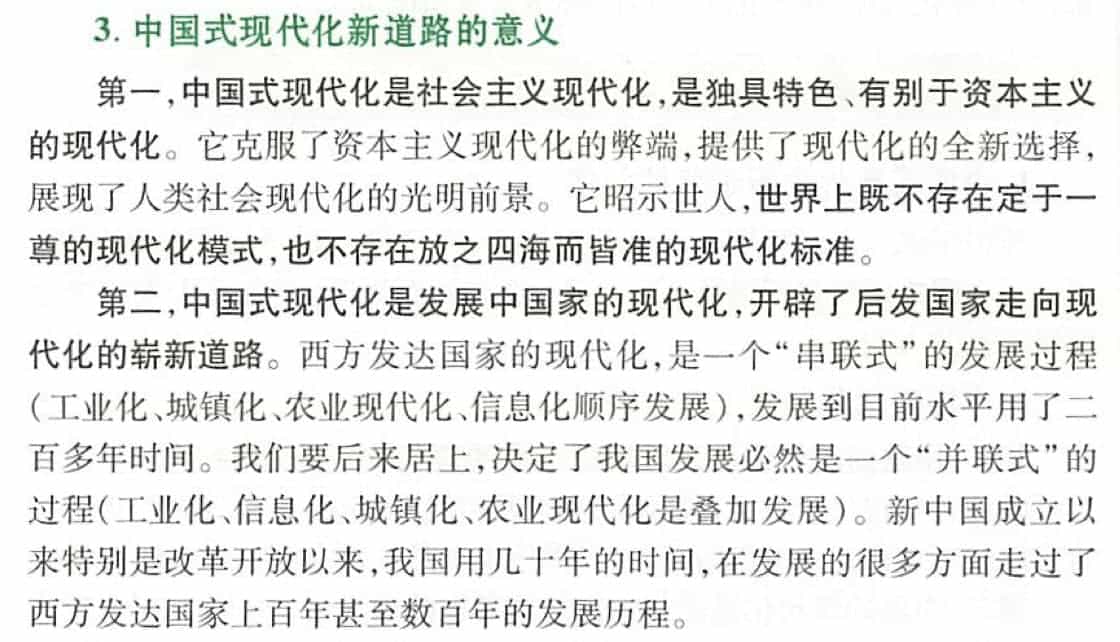 3. 中国式现代化新道路的意义
第一,中国式现代化是社会主义现代化,是独具特色、有别于资本主义
的现代化。它克服了资本主义现代化的弊端,提供了现代化的全新选择,
展现了人类社会现代化的光明前景。它昭示世人,世界上既不存在定于一
尊的现代化模式,也不存在放之四海而皆准的现代化标准。
第二,中国式现代化是发展中国家的现代化,开辟了后发国家走向现
代化的崭新道路。西方发达国家的现代化,是一个“串联式”的发展过程
(工业化、城镇化、农业现代化、信息化顺序发展),发展到目前水平用了二
百多年时间。我们要后来居上,决定了我国发展必然是一个“并联式”的
过程(工业化、信息化、城镇化、农业现代化是叠加发展)。新中国成立以
来特别是改革开放以来,我国用几十年的时间,在发展的很多方面走过了
西方发达国家上百年甚至数百年的发展历程。